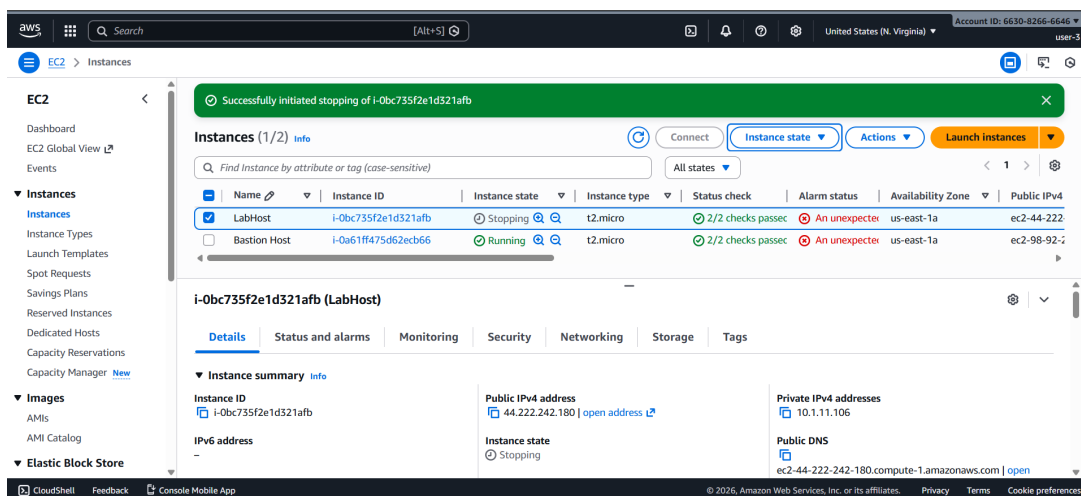 aws
Search [Alt+S]
United States (N. Virginia) ▼
Account ID: 6630-8266-6646 ▼
user-3
EC2 > Instances
EC2
Dashboard
EC2 Global View
Events
▼ Instances
Instances
Instance Types
Launch Templates
Spot Requests
Savings Plans
Reserved Instances
Dedicated Hosts
Capacity Reservations
Capacity Manager New
▼ Images
AMIs
AMI Catalog
▼ Elastic Block Store
Successfully initiated stopping of i-0bc735f2e1d321afb
Instances (1/2) Info
Connect Instance state ▼ Actions ▼ Launch instances ▼
Find Instance by attribute or tag (case-sensitive) All states ▼ < 1 >
Name Instance ID Instance state Instance type Status check Alarm status Availability Zone Public IPv4
LabHost i-0bc735f2e1d321afb Stopping t2.micro 2/2 checks passec An unexpectec us-east-1a ec2-44-222-
Bastion Host i-0a61ff475d62ecb66 Running t2.micro 2/2 checks passec An unexpectec us-east-1a ec2-98-92-2
i-0bc735f2e1d321afb (LabHost)
Details Status and alarms Monitoring Security Networking Storage Tags
▼ Instance summary Info
Instance ID
i-0bc735f2e1d321afb
Public IPv4 address
44.222.242.180 | open address
Private IPv4 addresses
10.1.11.106
IPv6 address
–
Instance state
Stopping
Public DNS
ec2-44-222-242-180.compute-1.amazonaws.com | open
CloudShell Feedback Console Mobile App © 2026, Amazon Web Services, Inc. or its affiliates. Privacy Terms Cookie preferences